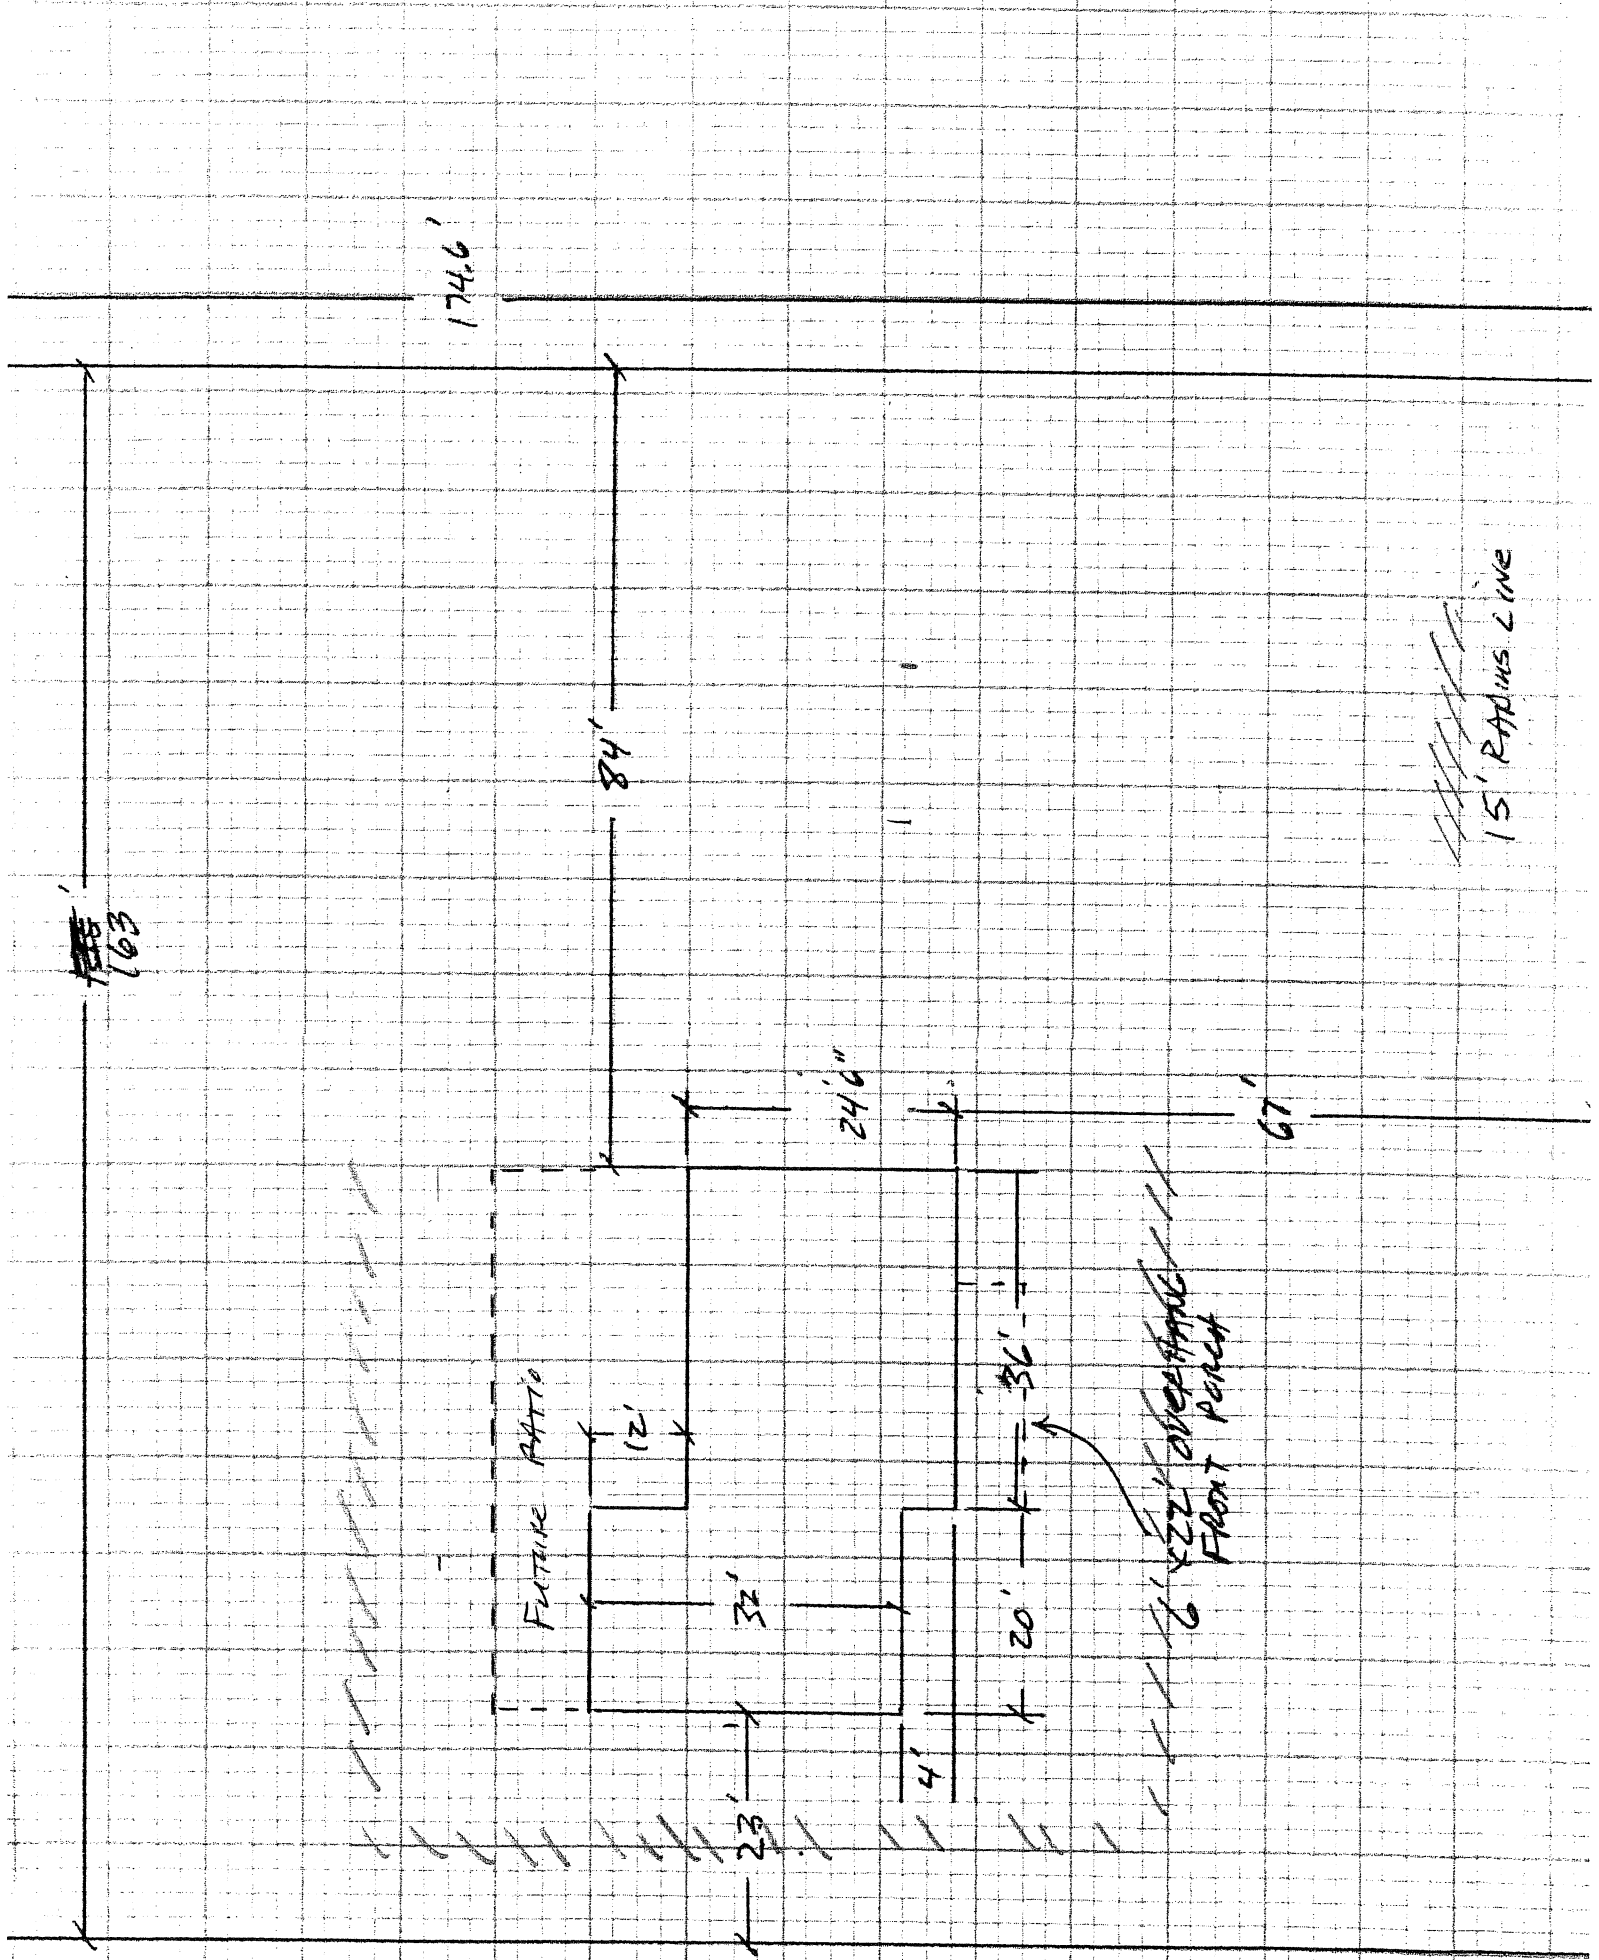 174.6'
163'
84'
24'6"
67'
15' RADIUS LINE
FUTURE PATIO
12'
32'
36'
20'
4'
23'
6' X 22' OVERHANG
FRONT PORCH